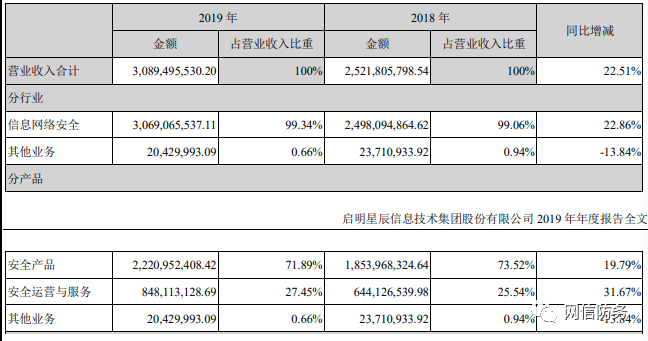 2019 年 2018 年 同比增减
金额 占营业收入比重 金额 占营业收入比重
营业收入合计 3,089,495,530.20 100% 2,521,805,798.54 100% 22.51%
分行业
信息网络安全 3,069,065,537.11 99.34% 2,498,094,864.62 99.06% 22.86%
其他业务 20,429,993.09 0.66% 23,710,933.92 0.94% -13.84%
分产品
启明星辰信息技术集团股份有限公司 2019 年年度报告全文
安全产品 2,220,952,408.42 71.89% 1,853,968,324.64 73.52% 19.79%
安全运营与服务 848,113,128.69 27.45% 644,126,539.98 25.54% 31.67%
其他业务 20,429,993.09 0.66% 23,710,933.92 0.94% -13.84%
网信防务